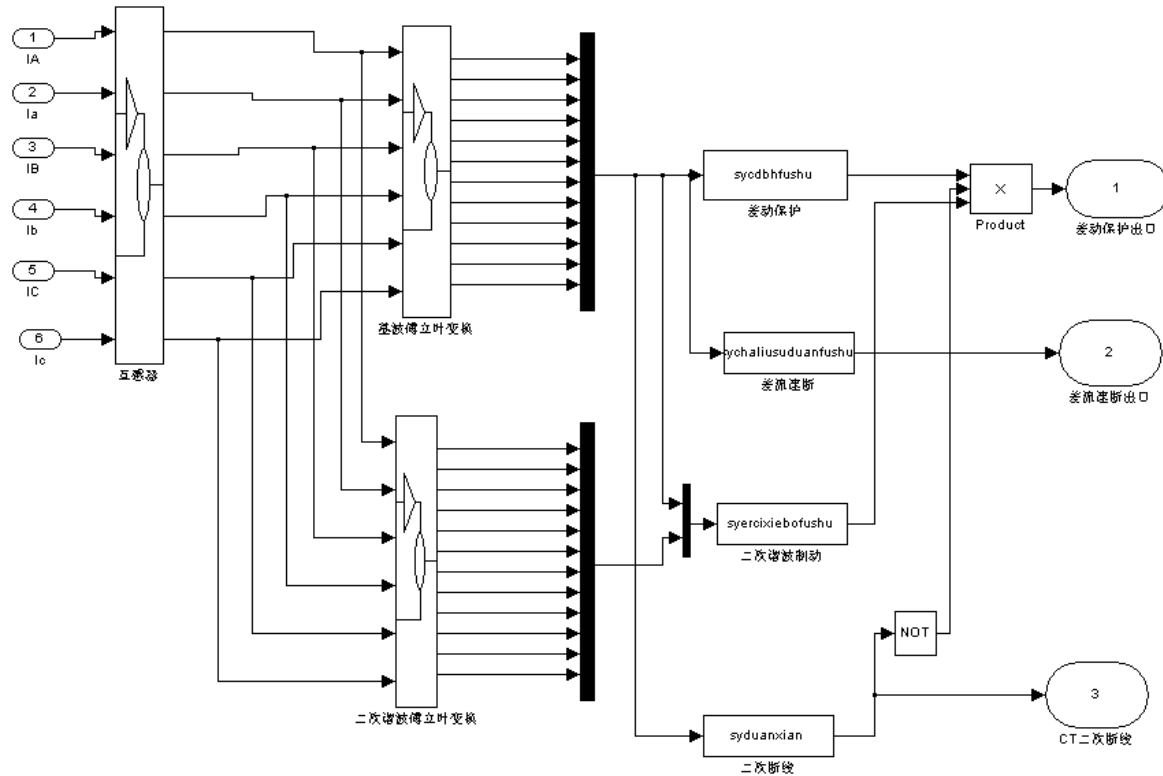 1
IA
2
Ia
3
IB
4
Ib
5
IC
6
Ic
互感器
基波傅立叶变换
二次谐波傅立叶变换
sycdbhfushu
差动保护
ychaliusuduanfushu
差流速断
syercixiebofushu
二次谐波制动
syduanxian
二次断线
NOT
Product
1
差动保护出口
2
差流速断出口
3
CT二次断线